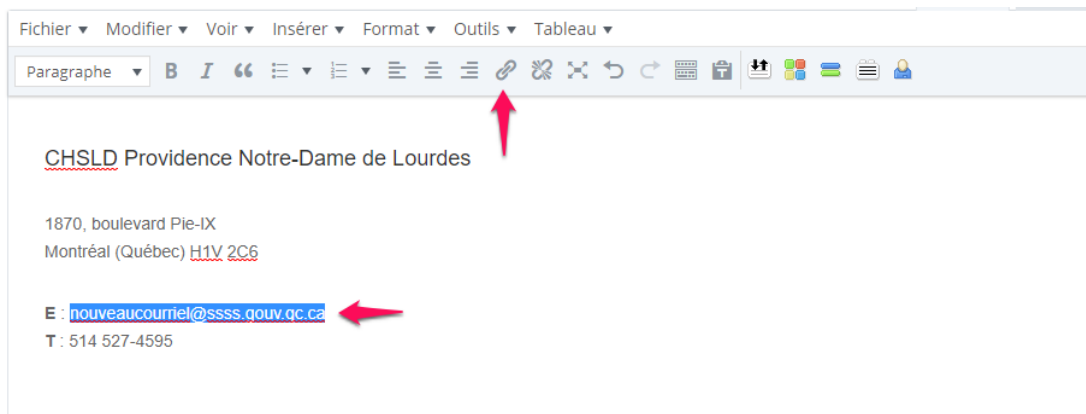 Fichier Modifier Voir Insérer Format Outils Tableau
Paragraphe B I
CHSLD Providence Notre-Dame de Lourdes
1870, boulevard Pie-IX
Montréal (Québec) H1V 2C6
E : nouveaucourriel@ssss.gouv.qc.ca
T : 514 527-4595